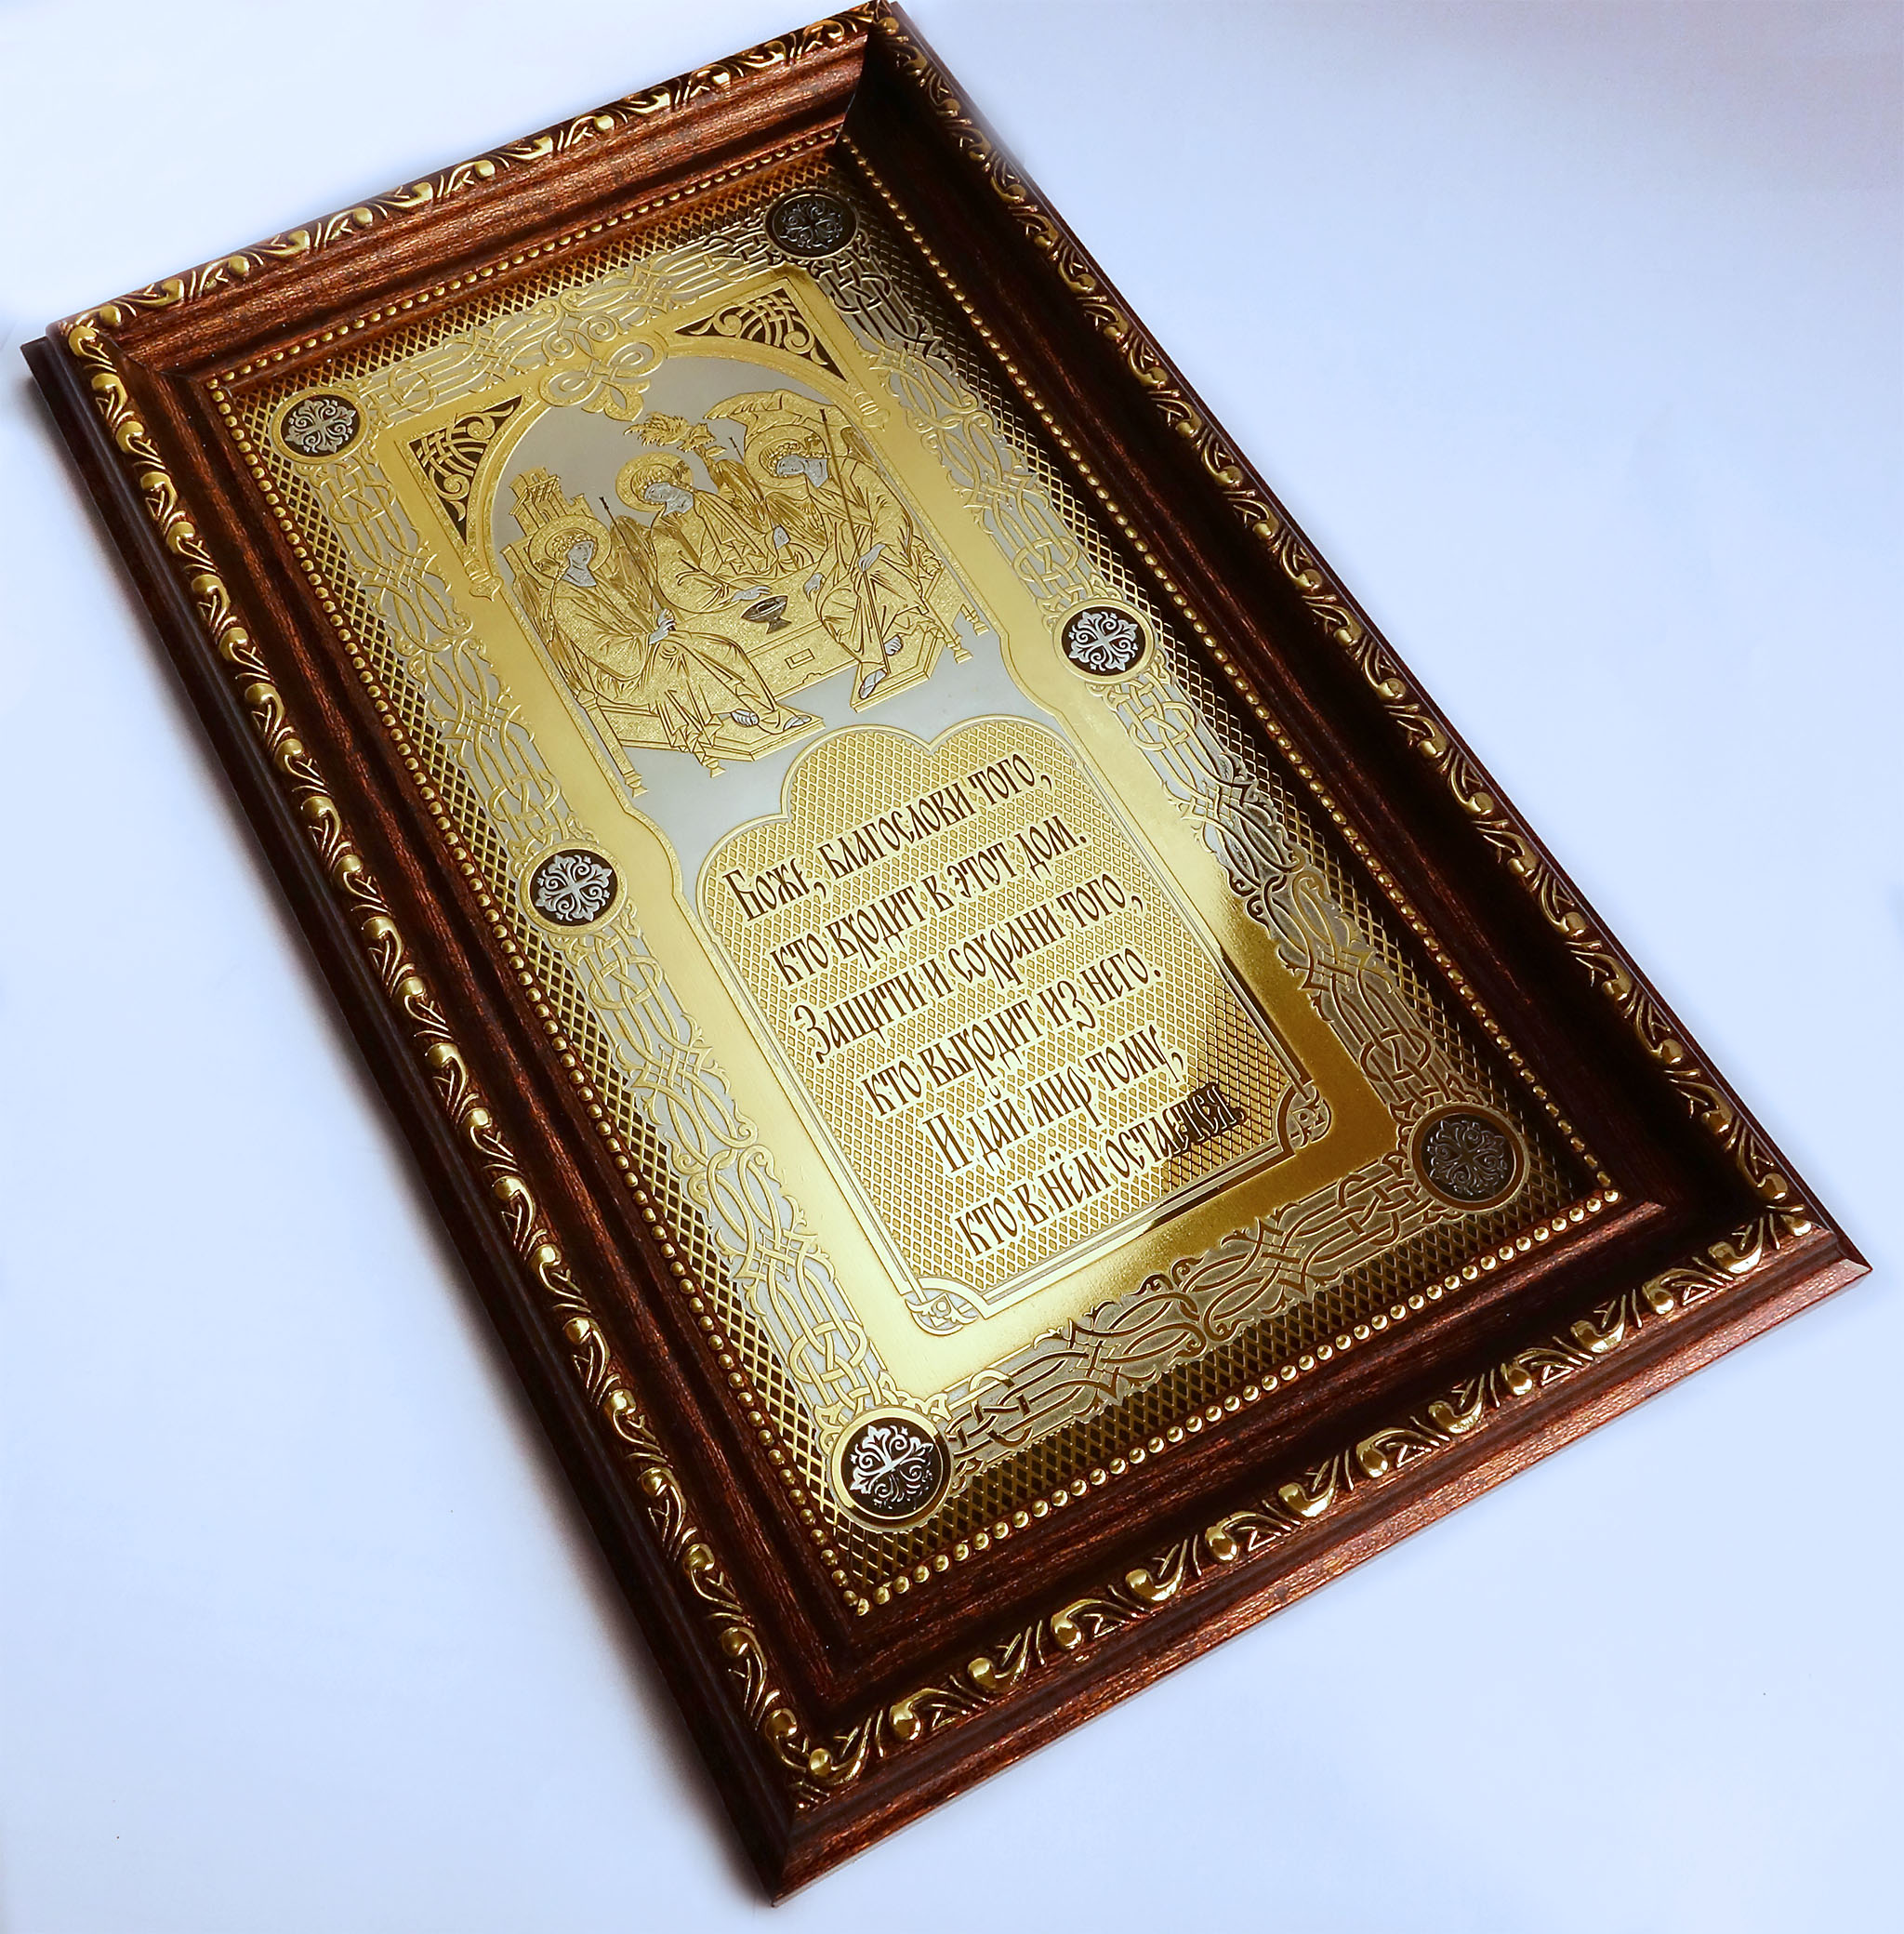 Боже, благослови того,
кто входит в этот дом.
Защити и сохрани того,
кто выходит из него.
И дай мир тому,
кто в нём остаётся.